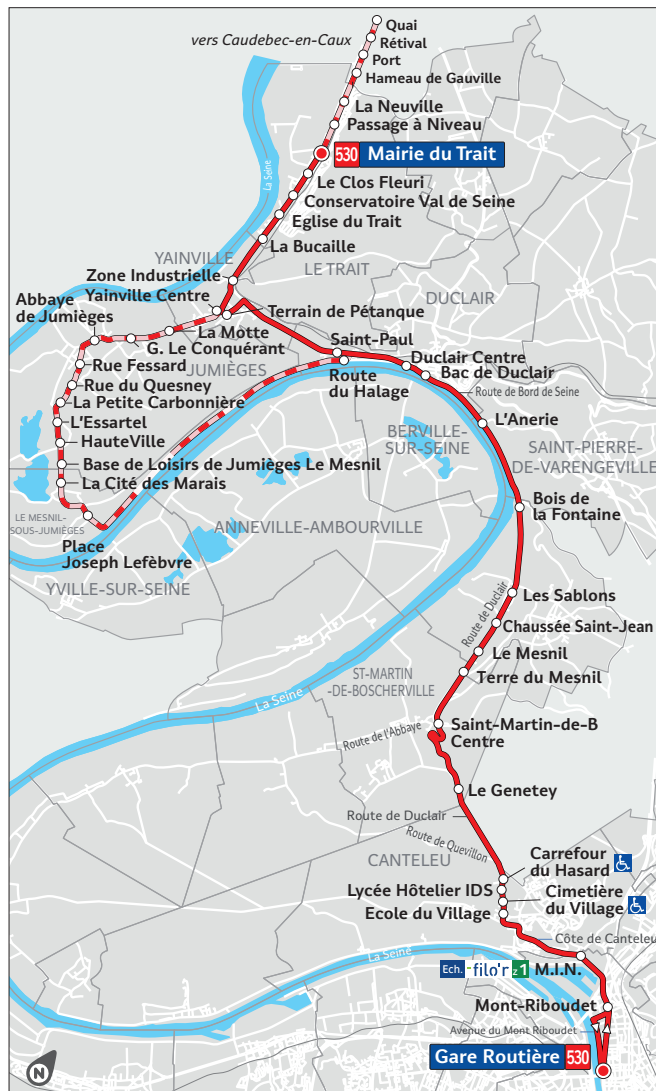 Quai
vers Caudebec-en-Caux
Rétival
Port
Hameau de Gauville
La Neuville
Passage à Niveau
530 Mairie du Trait
La Seine
Le Clos Fleuri
Conservatoire Val de Seine
Eglise du Trait
La Bucaille
YAINVILLE
LE TRAIT
Zone Industrielle
Yainville Centre
DUCLAIR
Abbaye
de Jumièges
Terrain de Pétanque
La Motte
G. Le Conquérant
Saint-Paul
JUMIÈGES
Rue Fessard
Duclair Centre
Route
du Halage
Bac de Duclair
Rue du Quesney
Route de Bord de Seine
La Petite Carbonnière
L'Essartel
L'Anerie
HauteVille
BERVILLE-
SUR-SEINE
SAINT-PIERRE-
DE-VARENGEVILLE
Base de Loisirs de Jumièges Le Mesnil
La Cité des Marais
Bois de
la Fontaine
LE MESNIL-
SOUS-JUMIÈGES
ANNEVILLE-AMBOURVILLE
Place
Joseph Lefèbvre
YVILLE-SUR-SEINE
Les Sablons
Route de Duclair
Chaussée Saint-Jean
Le Mesnil
Terre du Mesnil
ST-MARTIN
-DE-BOSCHERVILLE
La Seine
Saint-Martin-de-B
Centre
Route de l'Abbaye
Le Genetey
Route de Duclair
Route de Quevillon
CANTELEU
Carrefour
du Hasard
Lycée Hôtelier IDS
Cimetière
du Village
Ecole du Village
Côte de Canteleu
La Seine
Ech. filo'r z1 M.I.N.
Mont-Riboudet
Avenue du Mont Riboudet
Gare Routière 530
N